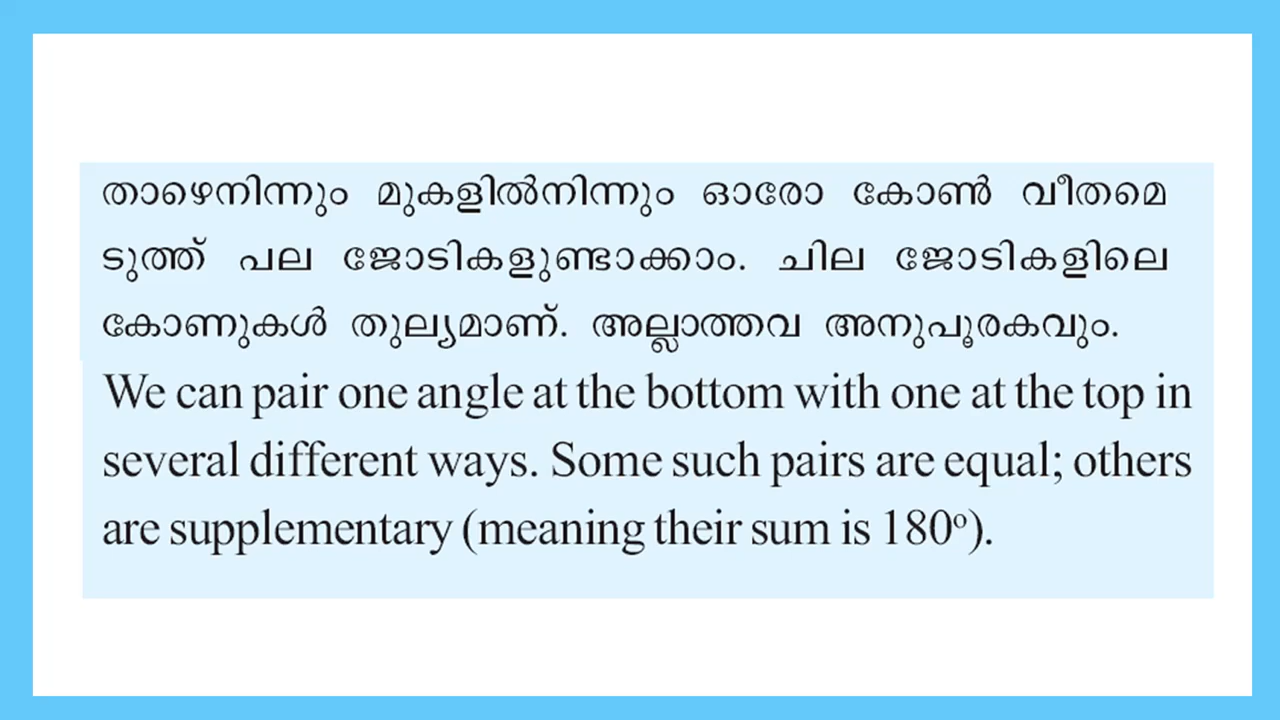 താഴെനിന്നും മുകളിൽനിന്നും ഓരോ കോൺ വീതമെ
ടുത്ത് പല ജോടികളുണ്ടാക്കാം. ചില ജോടികളിലെ
കോണുകൾ തുല്യമാണ്. അല്ലാത്തവ അനുപൂരകവും.
We can pair one angle at the bottom with one at the top in
several different ways. Some such pairs are equal; others
are supplementary (meaning their sum is 180º).